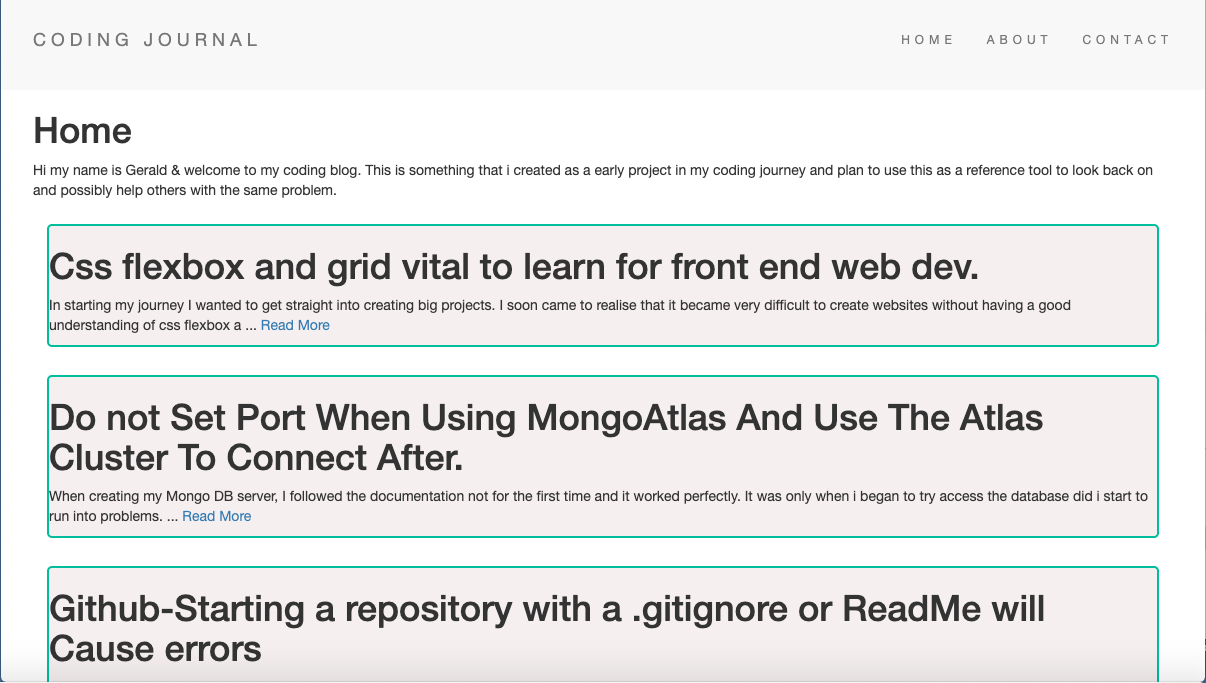 CODING JOURNAL
HOME ABOUT CONTACT
Home
Hi my name is Gerald & welcome to my coding blog. This is something that i created as a early project in my coding journey and plan to use this as a reference tool to look back on
and possibly help others with the same problem.
Css flexbox and grid vital to learn for front end web dev.
In starting my journey I wanted to get straight into creating big projects. I soon came to realise that it became very difficult to create websites without having a good
understanding of css flexbox a ... Read More
Do not Set Port When Using MongoAtlas And Use The Atlas
Cluster To Connect After.
When creating my Mongo DB server, I followed the documentation not for the first time and it worked perfectly. It was only when i began to try access the database did i start to
run into problems. ... Read More
Github-Starting a repository with a .gitignore or ReadMe will
Cause errors